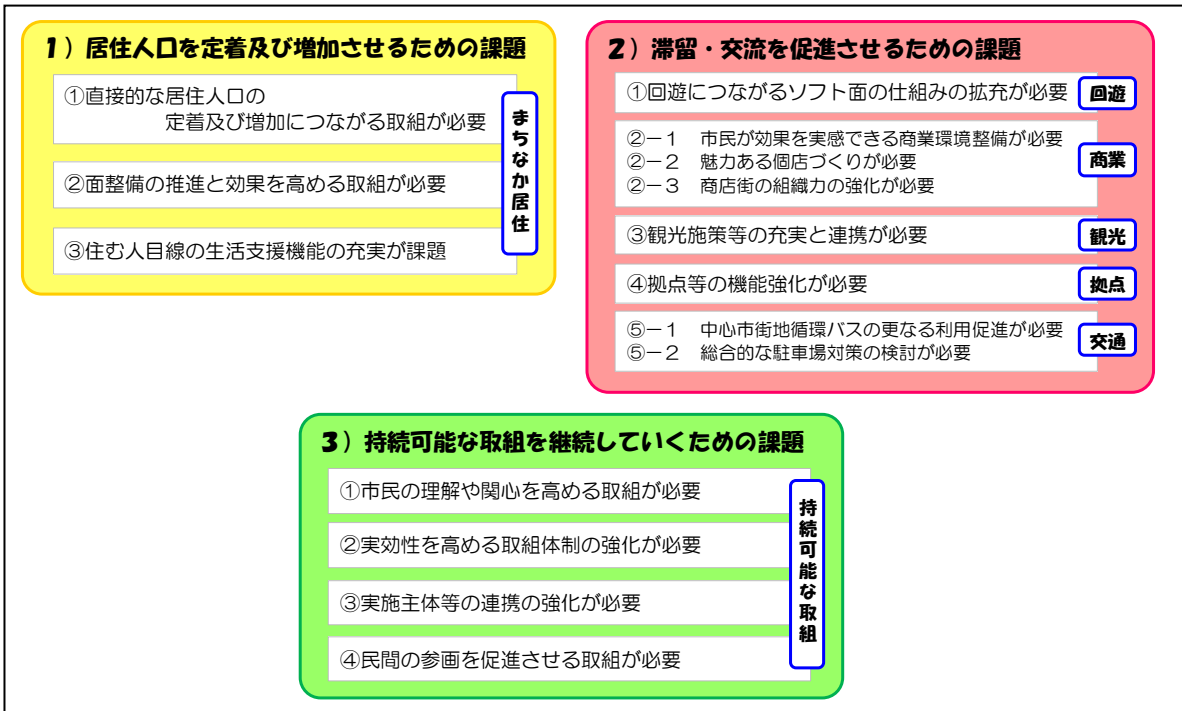 1）居住人口を定着及び増加させるための課題
①直接的な居住人口の
定着及び増加につながる取組が必要
②面整備の推進と効果を高める取組が必要
③住む人目線の生活支援機能の充実が課題
まちなか居住
2）滞留・交流を促進させるための課題
①回遊につながるソフト面の仕組みの拡充が必要
回遊
②－１　市民が効果を実感できる商業環境整備が必要
②－２　魅力ある個店づくりが必要
②－３　商店街の組織力の強化が必要
商業
③観光施策等の充実と連携が必要
観光
④拠点等の機能強化が必要
拠点
⑤－１　中心市街地循環バスの更なる利用促進が必要
⑤－２　総合的な駐車場対策の検討が必要
交通
3）持続可能な取組を継続していくための課題
①市民の理解や関心を高める取組が必要
②実効性を高める取組体制の強化が必要
③実施主体等の連携の強化が必要
④民間の参画を促進させる取組が必要
持続可能な取組